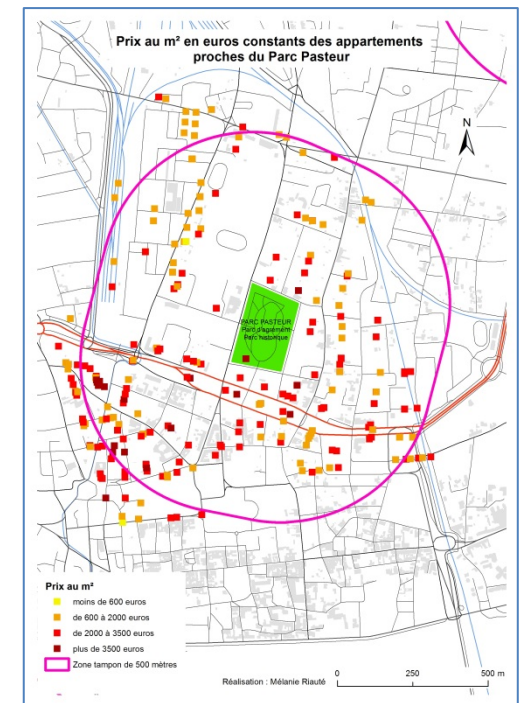 Prix au m² en euros constants des appartements
proches du Parc Pasteur
N
PARC PASTEUR
Parc d'agrément
Parc historique
Prix au m²
moins de 600 euros
de 600 à 2000 euros
de 2000 à 3500 euros
plus de 3500 euros
Zone tampon de 500 mètres
Réalisation : Mélanie Riauté
0 250 500 m